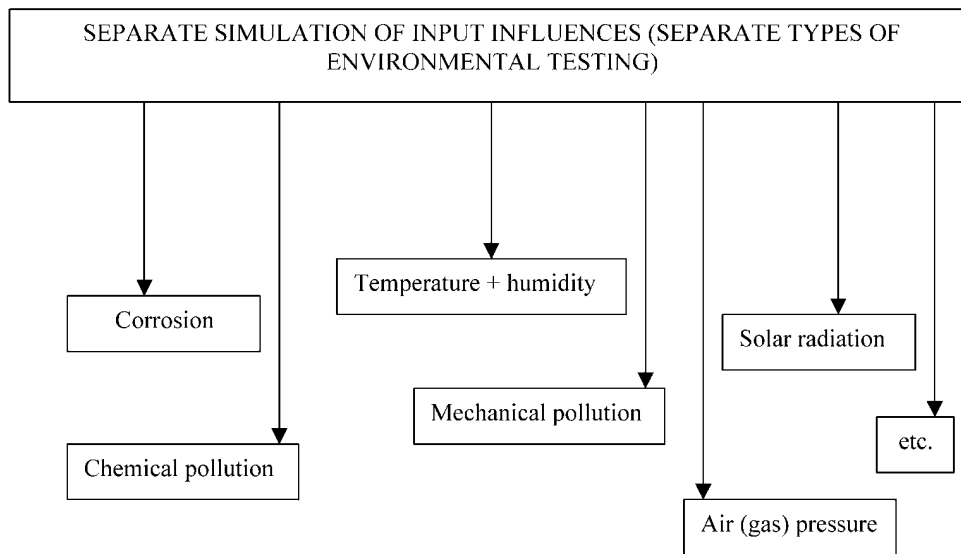 SEPARATE SIMULATION OF INPUT INFLUENCES (SEPARATE TYPES OF
ENVIRONMENTAL TESTING)
Temperature + humidity
Corrosion
Solar radiation
Mechanical pollution
etc.
Chemical pollution
Air (gas) pressure